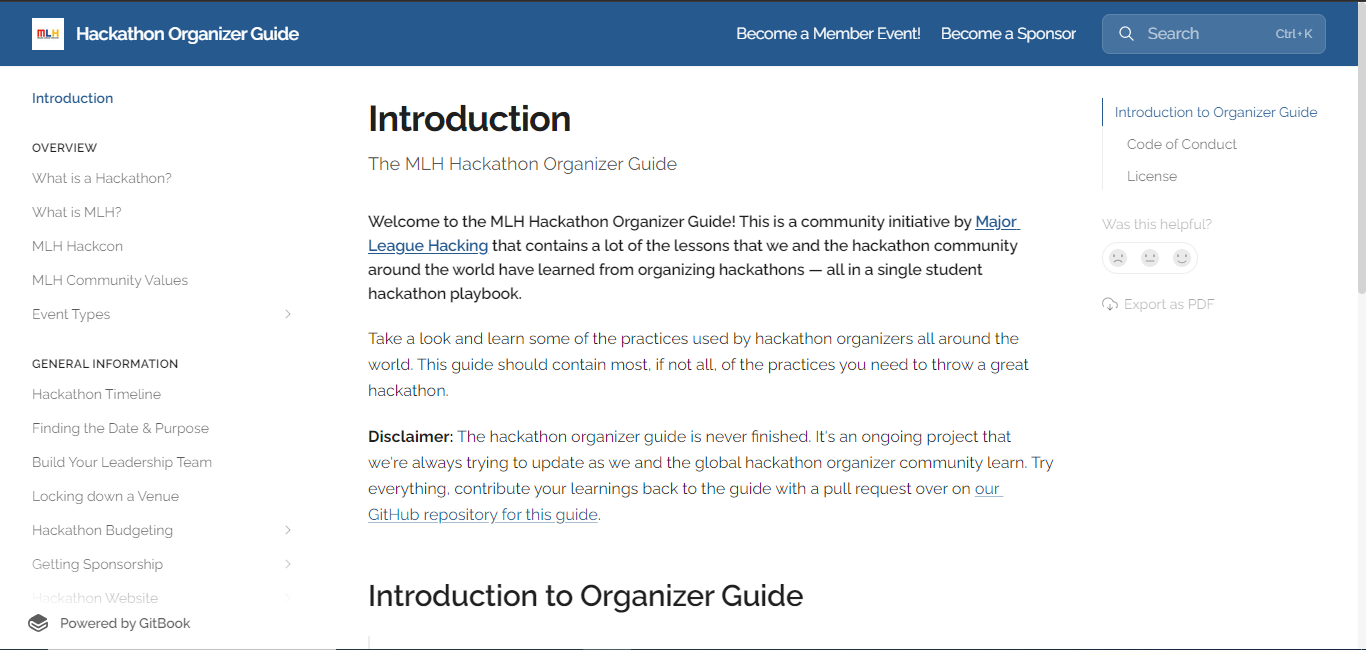 MLH Hackathon Organizer Guide Become a Member Event! Become a Sponsor Search Ctrl + K
Introduction
OVERVIEW
What is a Hackathon?
What is MLH?
MLH Hackcon
MLH Community Values
Event Types
GENERAL INFORMATION
Hackathon Timeline
Finding the Date & Purpose
Build Your Leadership Team
Locking down a Venue
Hackathon Budgeting
Getting Sponsorship
Hackathon Website
Powered by GitBook
Introduction
The MLH Hackathon Organizer Guide
Welcome to the MLH Hackathon Organizer Guide! This is a community initiative by Major
League Hacking that contains a lot of the lessons that we and the hackathon community
around the world have learned from organizing hackathons — all in a single student
hackathon playbook.
Take a look and learn some of the practices used by hackathon organizers all around the
world. This guide should contain most, if not all, of the practices you need to throw a great
hackathon.
Disclaimer: The hackathon organizer guide is never finished. It's an ongoing project that
we're always trying to update as we and the global hackathon organizer community learn. Try
everything, contribute your learnings back to the guide with a pull request over on our
GitHub repository for this guide.
Introduction to Organizer Guide
Introduction to Organizer Guide
Code of Conduct
License
Was this helpful?
Export as PDF